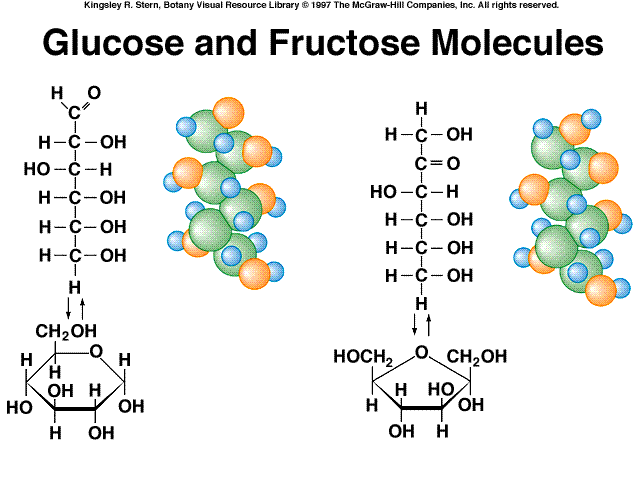 Kingsley R. Stern, Botany Visual Resource Library © 1997 The McGraw-Hill Companies, Inc. All rights reserved.
Glucose and Fructose Molecules
H O
C
H C OH
HO C H
H C OH
H C OH
H C OH
H
CH2OH
H O H
H
OH H
HO OH
H OH
H
H C OH
C=O
HO C H
H C OH
H C OH
H C OH
H
HOCH2 O CH2OH
H HO
H OH
OH H